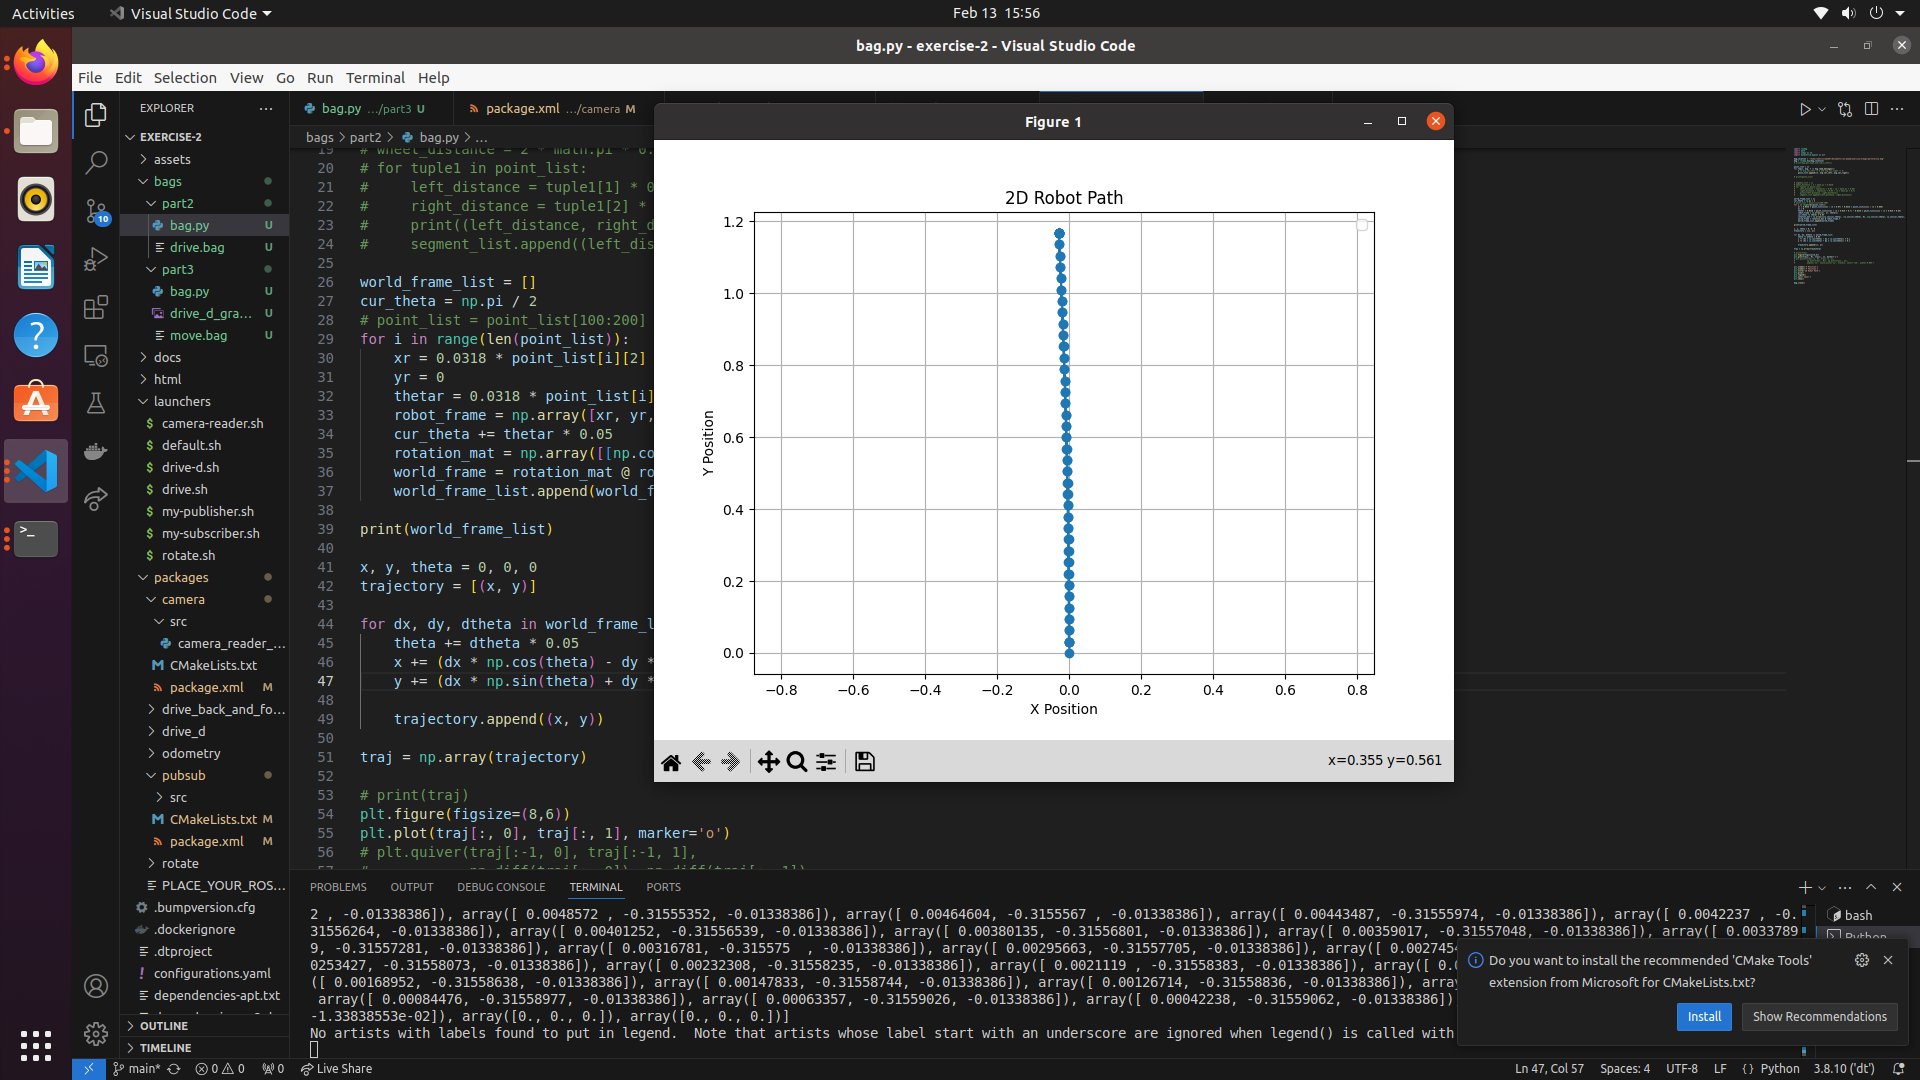 Activities
Visual Studio Code
Feb 13 15:56
bag.py - exercise-2 - Visual Studio Code
File Edit Selection View Go Run Terminal Help
EXPLORER
EXERCISE-2
assets
bags
part2
bag.py U
drive.bag U
part3
bag.py U
drive_d_gra... U
move.bag U
docs
html
launchers
$ camera-reader.sh
$ default.sh
$ drive-d.sh
$ drive.sh
$ my-publisher.sh
$ my-subscriber.sh
$ rotate.sh
packages
camera
src
camera_reader_...
CMakeLists.txt
package.xml M
drive_back_and_fo...
drive_d
odometry
pubsub
src
CMakeLists.txt M
package.xml M
rotate
PLACE_YOUR_ROS...
.bumpversion.cfg
.dockerignore
.dtproject
configurations.yaml
dependencies-apt.txt
OUTLINE
TIMELINE
10
bag.py .../part3 U
package.xml .../camera M
bags > part2 > bag.py > ...
19 # wheel_distance = 2 * math.pi * 0.
20 # for tuple1 in point_list:
21 #     left_distance = tuple1[1] * 0
22 #     right_distance = tuple1[2] *
23 #     print((left_distance, right_d
24 #     segment_list.append((left_dis
25
26 world_frame_list = []
27 cur_theta = np.pi / 2
28 # point_list = point_list[100:200]
29 for i in range(len(point_list)):
30     xr = 0.0318 * point_list[i][2]
31     yr = 0
32     thetar = 0.0318 * point_list[i]
33     robot_frame = np.array([xr, yr,
34     cur_theta += thetar * 0.05
35     rotation_mat = np.array([[np.co
36     world_frame = rotation_mat @ ro
37     world_frame_list.append(world_f
38
39 print(world_frame_list)
40
41 x, y, theta = 0, 0, 0
42 trajectory = [(x, y)]
43
44 for dx, dy, dtheta in world_frame_l
45     theta += dtheta * 0.05
46     x += (dx * np.cos(theta) - dy *
47     y += (dx * np.sin(theta) + dy *
48
49     trajectory.append((x, y))
50
51 traj = np.array(trajectory)
52
53 # print(traj)
54 plt.figure(figsize=(8,6))
55 plt.plot(traj[:, 0], traj[:, 1], marker='o')
56 # plt.quiver(traj[:-1, 0], traj[:-1, 1],
Figure 1
2D Robot Path
1.2
1.0
0.8
0.6
0.4
0.2
0.0
Y Position
−0.8 −0.6 −0.4 −0.2 0.0 0.2 0.4 0.6 0.8
X Position
x=0.355 y=0.561
PROBLEMS OUTPUT DEBUG CONSOLE TERMINAL PORTS
2 , -0.01338386]), array([ 0.0048572 , -0.31555352, -0.01338386]), array([ 0.00464604, -0.3155567 , -0.01338386]), array([ 0.00443487, -0.31555974, -0.01338386]), array([ 0.0042237 , -0.
31556264, -0.01338386]), array([ 0.00401252, -0.31556539, -0.01338386]), array([ 0.00380135, -0.31556801, -0.01338386]), array([ 0.00359017, -0.31557048, -0.01338386]), array([ 0.0033789
9, -0.31557281, -0.01338386]), array([ 0.00316781, -0.315575  , -0.01338386]), array([ 0.00295663, -0.31557705, -0.01338386]), array([ 0.002745
0253427, -0.31558073, -0.01338386]), array([ 0.00232308, -0.31558235, -0.01338386]), array([ 0.0021119 , -0.31558383, -0.01338386]), array([ 0.0
([ 0.00168952, -0.31558638, -0.01338386]), array([ 0.00147833, -0.31558744, -0.01338386]), array([ 0.00126714, -0.31558836, -0.01338386]), array
array([ 0.00084476, -0.31558977, -0.01338386]), array([ 0.00063357, -0.31559026, -0.01338386]), array([ 0.00042238, -0.31559062, -0.01338386])
-1.33838553e-02]), array([0., 0., 0.]), array([0., 0., 0.])]
No artists with labels found to put in legend.  Note that artists whose label start with an underscore are ignored when legend() is called with
bash
Python
Do you want to install the recommended 'CMake Tools'
extension from Microsoft for CMakeLists.txt?
Install
Show Recommendations
main* 0 0 0 Live Share
Ln 47, Col 57 Spaces: 4 UTF-8 LF Python 3.8.10 ('dt')